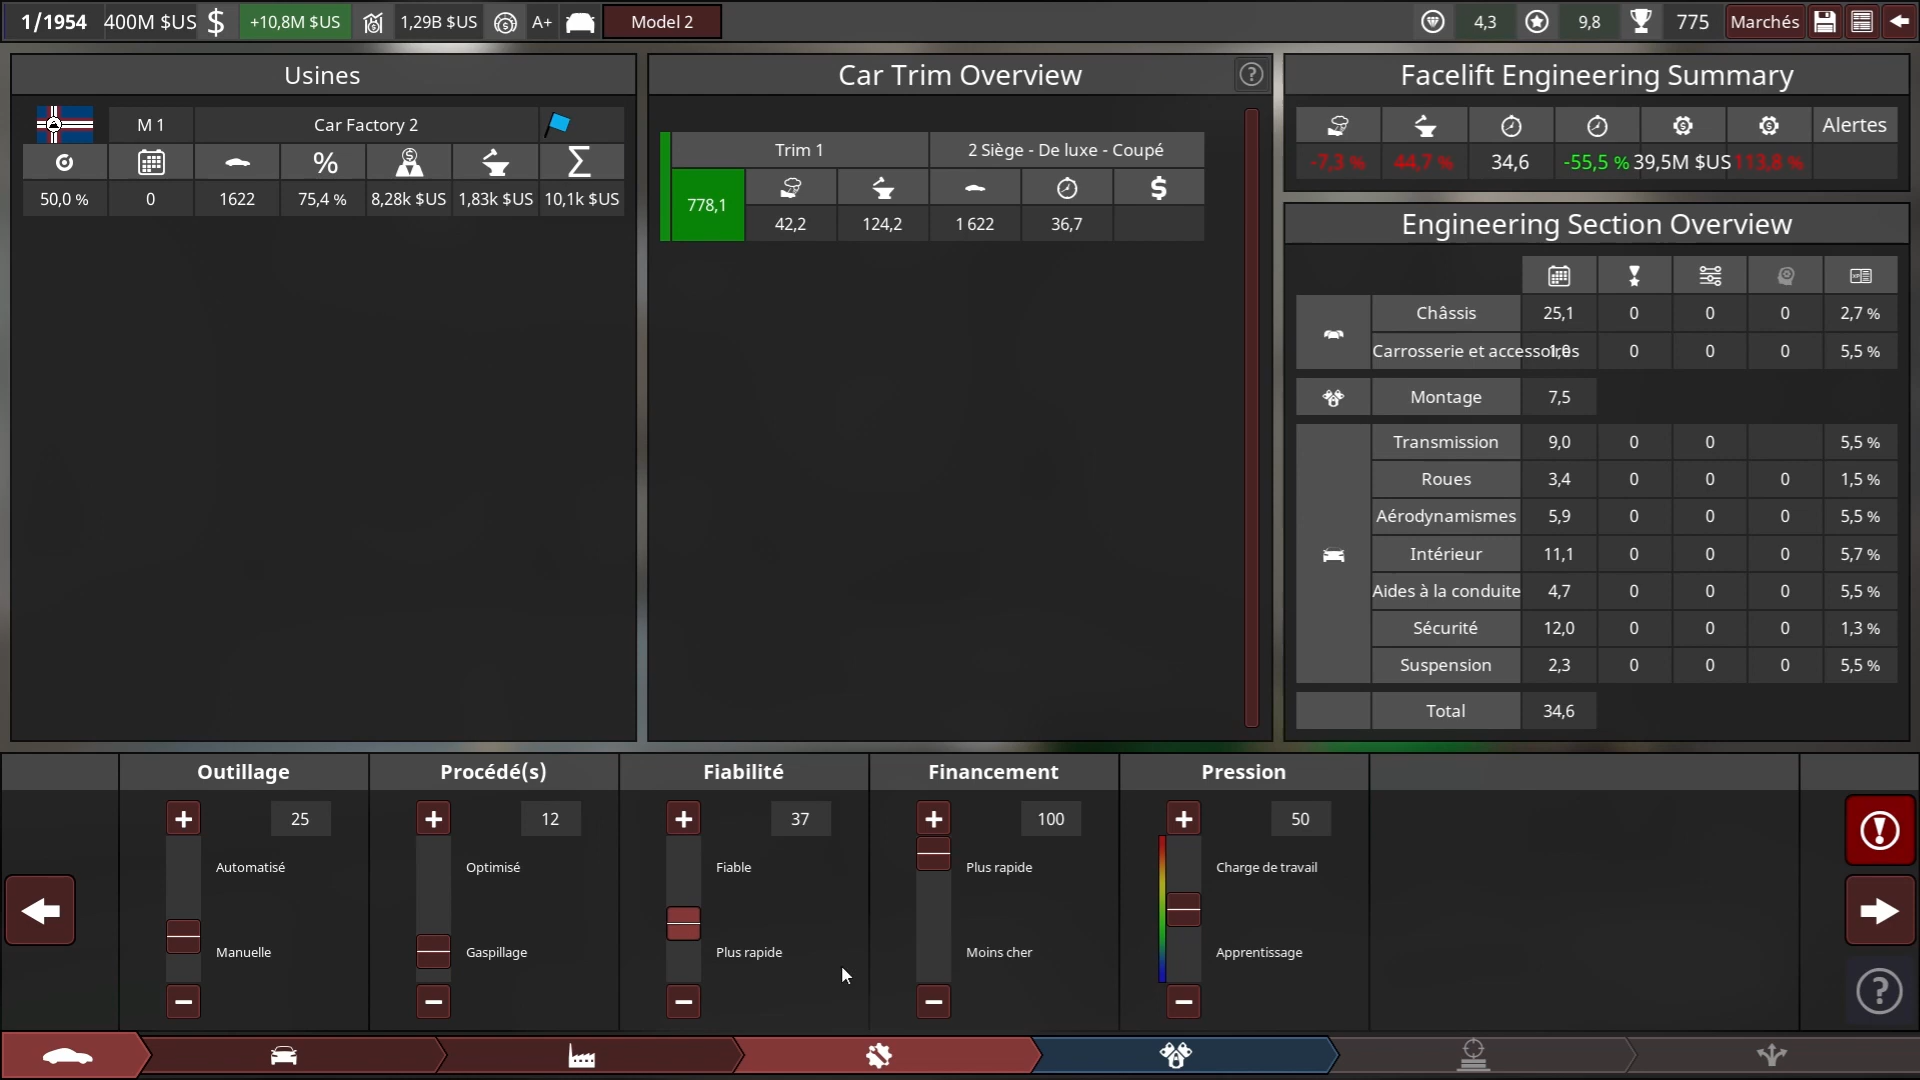 1/1954 400M $US +10,8M $US 1,29B $US A+ Model 2 4,3 9,8 775 Marchés
Usines
M 1 Car Factory 2
%
50,0 % 0 1622 75,4 % 8,28k $US 1,83k $US 10,1k $US
Car Trim Overview
Trim 1 2 Siège - De luxe - Coupé
778,1
42,2 124,2 1 622 36,7
Facelift Engineering Summary
Alertes
-7,3 % 44,7 % 34,6 -55,5 % 39,5M $US 113,8 %
Engineering Section Overview
Châssis 25,1 0 0 0 2,7 %
Carrosserie et accessoires 1,0 0 0 0 5,5 %
Montage 7,5
Transmission 9,0 0 0 5,5 %
Roues 3,4 0 0 0 1,5 %
Aérodynamismes 5,9 0 0 0 5,5 %
Intérieur 11,1 0 0 0 5,7 %
Aides à la conduite 4,7 0 0 0 5,5 %
Sécurité 12,0 0 0 0 1,3 %
Suspension 2,3 0 0 0 5,5 %
Total 34,6
Outillage
25
Automatisé
Manuelle
Procédé(s)
12
Optimisé
Gaspillage
Fiabilité
37
Fiable
Plus rapide
Financement
100
Plus rapide
Moins cher
Pression
50
Charge de travail
Apprentissage